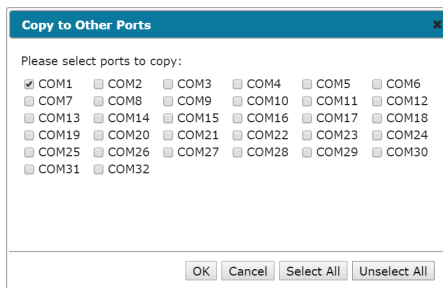 Copy to Other Ports
Please select ports to copy:
COM1 COM2 COM3 COM4 COM5 COM6
COM7 COM8 COM9 COM10 COM11 COM12
COM13 COM14 COM15 COM16 COM17 COM18
COM19 COM20 COM21 COM22 COM23 COM24
COM25 COM26 COM27 COM28 COM29 COM30
COM31 COM32
OK Cancel Select All Unselect All